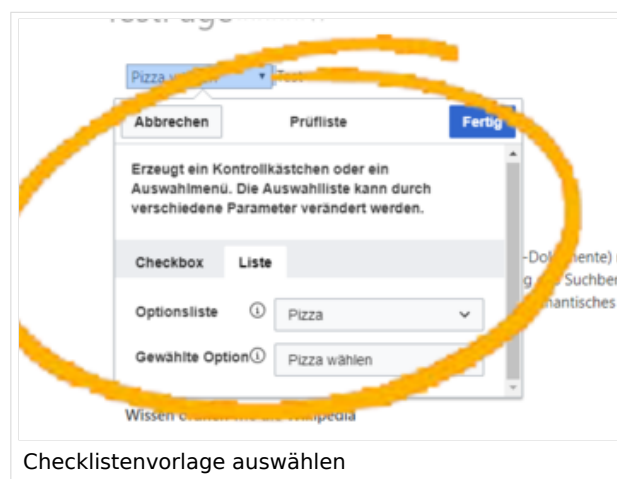 Pizza
Test
Abbrechen Prüfliste Fertig
Erzeugt ein Kontrollkästchen oder ein
Auswahlmenü. Die Auswahlliste kann durch
verschiedene Parameter verändert werden.
Checkbox Liste
Optionsliste Pizza
Gewählte Option Pizza wählen
Wissen
Checklistenvorlage auswählen